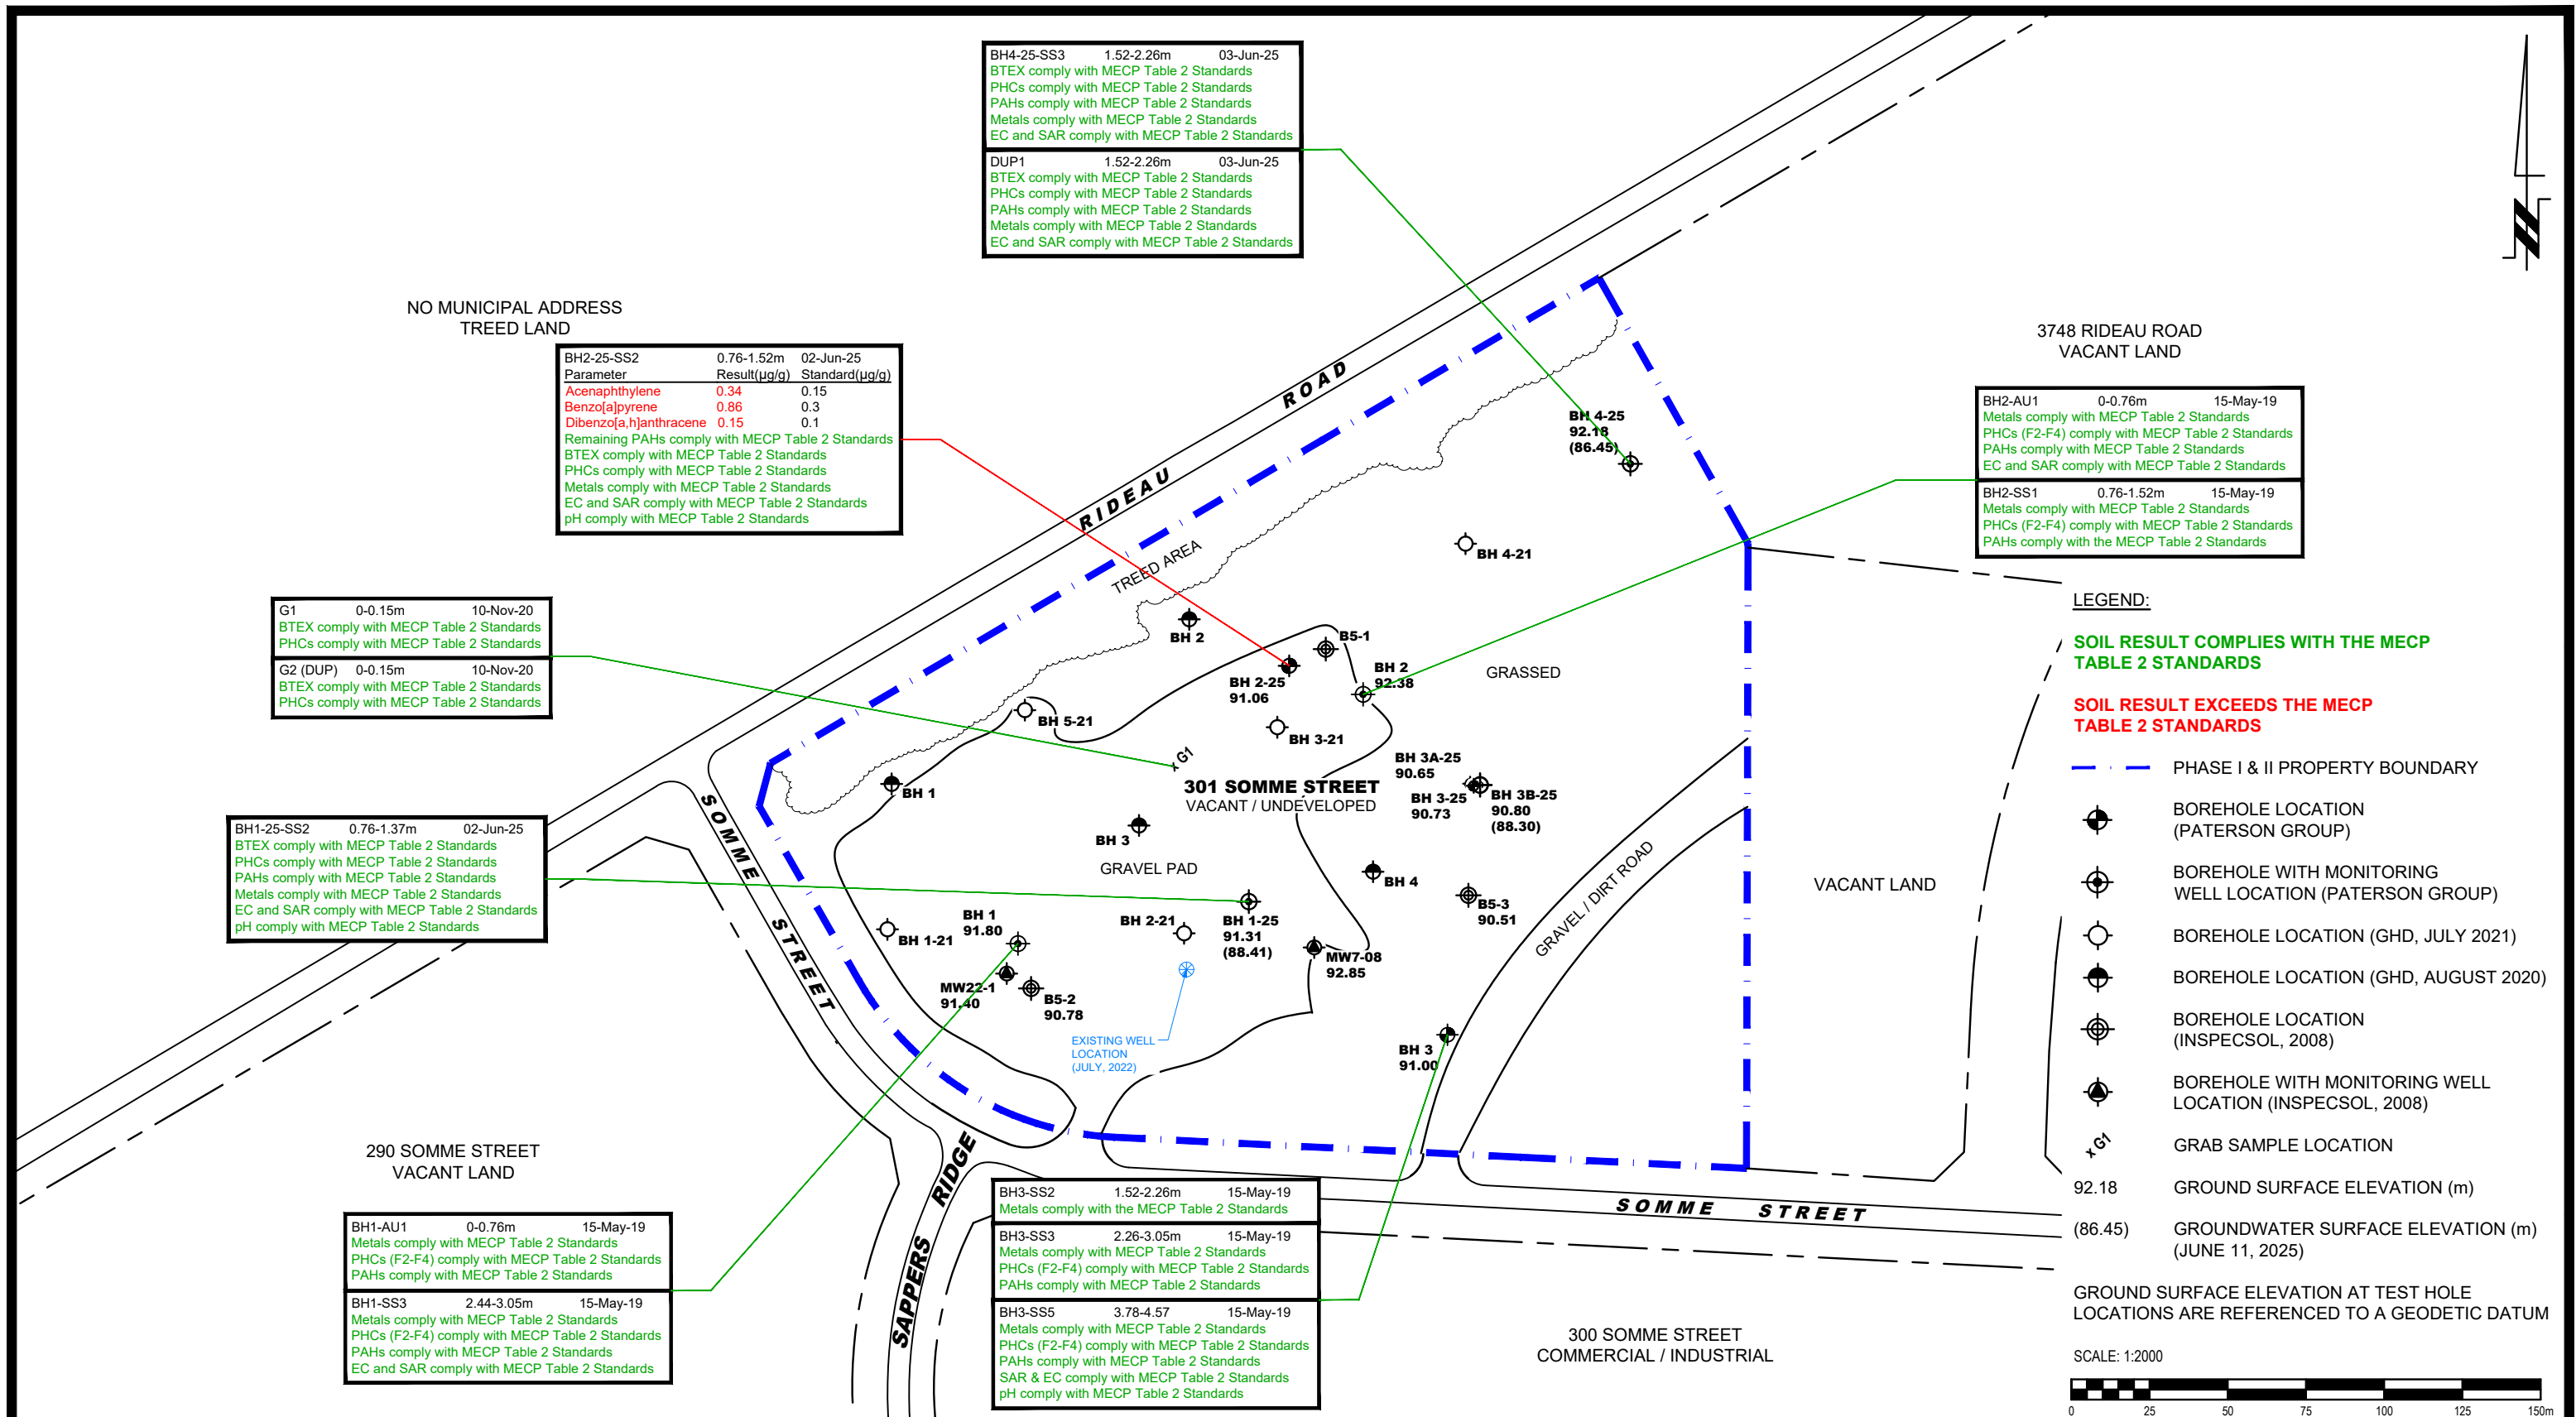 BH4-25-SS3 1.52-2.26m 03-Jun-25
BTEX comply with MECP Table 2 Standards
PHCs comply with MECP Table 2 Standards
PAHs comply with MECP Table 2 Standards
Metals comply with MECP Table 2 Standards
EC and SAR comply with MECP Table 2 Standards
DUP1 1.52-2.26m 03-Jun-25
BTEX comply with MECP Table 2 Standards
PHCs comply with MECP Table 2 Standards
PAHs comply with MECP Table 2 Standards
Metals comply with MECP Table 2 Standards
EC and SAR comply with MECP Table 2 Standards
NO MUNICIPAL ADDRESS
TREED LAND
BH2-25-SS2 0.76-1.52m 02-Jun-25
Parameter Result(µg/g) Standard(µg/g)
Acenaphthylene 0.34 0.15
Benzo[a]pyrene 0.86 0.3
Dibenzo[a,h]anthracene 0.15 0.1
Remaining PAHs comply with MECP Table 2 Standards
BTEX comply with MECP Table 2 Standards
PHCs comply with MECP Table 2 Standards
Metals comply with MECP Table 2 Standards
EC and SAR comply with MECP Table 2 Standards
pH comply with MECP Table 2 Standards
3748 RIDEAU ROAD
VACANT LAND
BH2-AU1 0-0.76m 15-May-19
Metals comply with MECP Table 2 Standards
PHCs (F2-F4) comply with MECP Table 2 Standards
PAHs comply with MECP Table 2 Standards
EC and SAR comply with MECP Table 2 Standards
BH2-SS1 0.76-1.52m 15-May-19
Metals comply with MECP Table 2 Standards
PHCs (F2-F4) comply with MECP Table 2 Standards
PAHs comply with the MECP Table 2 Standards
G1 0-0.15m 10-Nov-20
BTEX comply with MECP Table 2 Standards
PHCs comply with MECP Table 2 Standards
G2 (DUP) 0-0.15m 10-Nov-20
BTEX comply with MECP Table 2 Standards
PHCs comply with MECP Table 2 Standards
BH1-25-SS2 0.76-1.37m 02-Jun-25
BTEX comply with MECP Table 2 Standards
PHCs comply with MECP Table 2 Standards
PAHs comply with MECP Table 2 Standards
Metals comply with MECP Table 2 Standards
EC and SAR comply with MECP Table 2 Standards
pH comply with MECP Table 2 Standards
RIDEAU ROAD
TREED AREA
BH 4-25
92.18
(86.45)
BH 4-21
BH 2
B5-1
BH 2-25
91.06
BH 2
92.38
GRASSED
BH 5-21
BH 3-21
x G1
301 SOMME STREET
VACANT / UNDEVELOPED
BH 3A-25
90.65
BH 3-25
90.73
BH 3B-25
90.80
(88.30)
BH 1
BH 3
GRAVEL PAD
BH 4
B5-3
90.51
GRAVEL / DIRT ROAD
VACANT LAND
BH 1-21
BH 1
91.80
BH 2-21
BH 1-25
91.31
(88.41)
MW7-08
92.85
MW22-1
91.40
B5-2
90.78
EXISTING WELL
LOCATION
(JULY, 2022)
BH 3
91.00
SOMME STREET
SAPPERS RIDGE
SOMME STREET
290 SOMME STREET
VACANT LAND
300 SOMME STREET
COMMERCIAL / INDUSTRIAL
BH1-AU1 0-0.76m 15-May-19
Metals comply with MECP Table 2 Standards
PHCs (F2-F4) comply with MECP Table 2 Standards
PAHs comply with MECP Table 2 Standards
BH1-SS3 2.44-3.05m 15-May-19
Metals comply with MECP Table 2 Standards
PHCs (F2-F4) comply with MECP Table 2 Standards
PAHs comply with MECP Table 2 Standards
EC and SAR comply with MECP Table 2 Standards
BH3-SS2 1.52-2.26m 15-May-19
Metals comply with the MECP Table 2 Standards
BH3-SS3 2.26-3.05m 15-May-19
Metals comply with MECP Table 2 Standards
PHCs (F2-F4) comply with MECP Table 2 Standards
PAHs comply with MECP Table 2 Standards
BH3-SS5 3.78-4.57 15-May-19
Metals comply with MECP Table 2 Standards
PHCs (F2-F4) comply with MECP Table 2 Standards
PAHs comply with MECP Table 2 Standards
SAR & EC comply with MECP Table 2 Standards
pH comply with MECP Table 2 Standards
LEGEND:
SOIL RESULT COMPLIES WITH THE MECP
TABLE 2 STANDARDS
SOIL RESULT EXCEEDS THE MECP
TABLE 2 STANDARDS
PHASE I & II PROPERTY BOUNDARY
BOREHOLE LOCATION
(PATERSON GROUP)
BOREHOLE WITH MONITORING
WELL LOCATION (PATERSON GROUP)
BOREHOLE LOCATION (GHD, JULY 2021)
BOREHOLE LOCATION (GHD, AUGUST 2020)
BOREHOLE LOCATION
(INSPECSOL, 2008)
BOREHOLE WITH MONITORING WELL
LOCATION (INSPECSOL, 2008)
x G1 GRAB SAMPLE LOCATION
92.18 GROUND SURFACE ELEVATION (m)
(86.45) GROUNDWATER SURFACE ELEVATION (m)
(JUNE 11, 2025)
GROUND SURFACE ELEVATION AT TEST HOLE
LOCATIONS ARE REFERENCED TO A GEODETIC DATUM
SCALE: 1:2000
0 25 50 75 100 125 150m